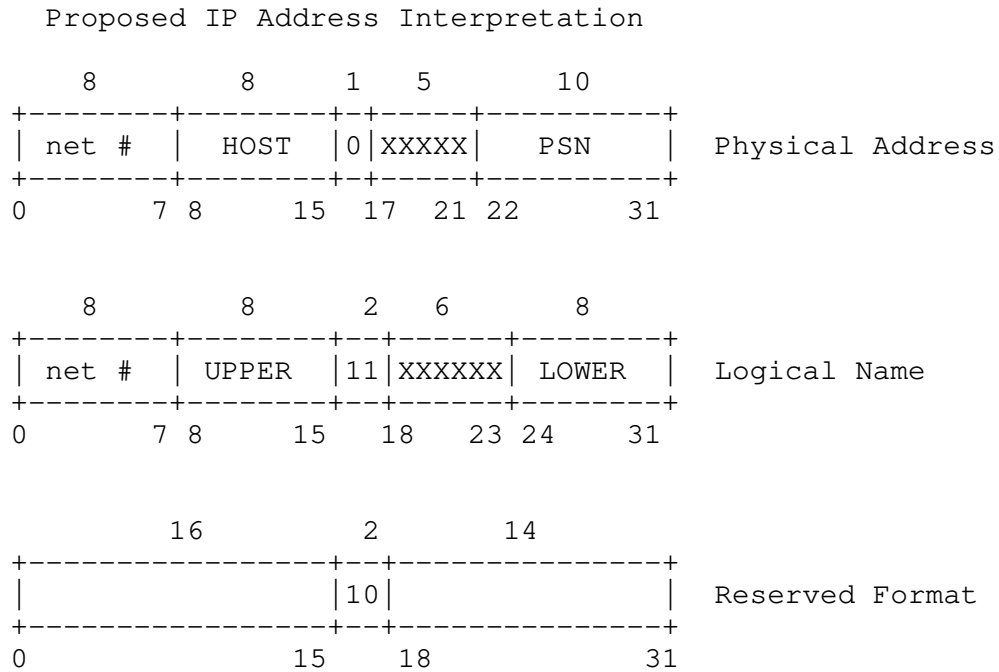 Proposed IP Address Interpretation
8 8 1 5 10
+--------+--------+-+-----+----------+
| net # | HOST |0|XXXXX| PSN | Physical Address
+--------+--------+-+-----+----------+
0 7 8 15 17 21 22 31
8 8 2 6 8
+--------+--------+--+------+--------+
| net # | UPPER |11|XXXXXX| LOWER | Logical Name
+--------+--------+--+------+--------+
0 7 8 15 18 23 24 31
16 2 14
+-----------------+--+---------------+
| |10| | Reserved Format
+-----------------+--+---------------+
0 15 18 31